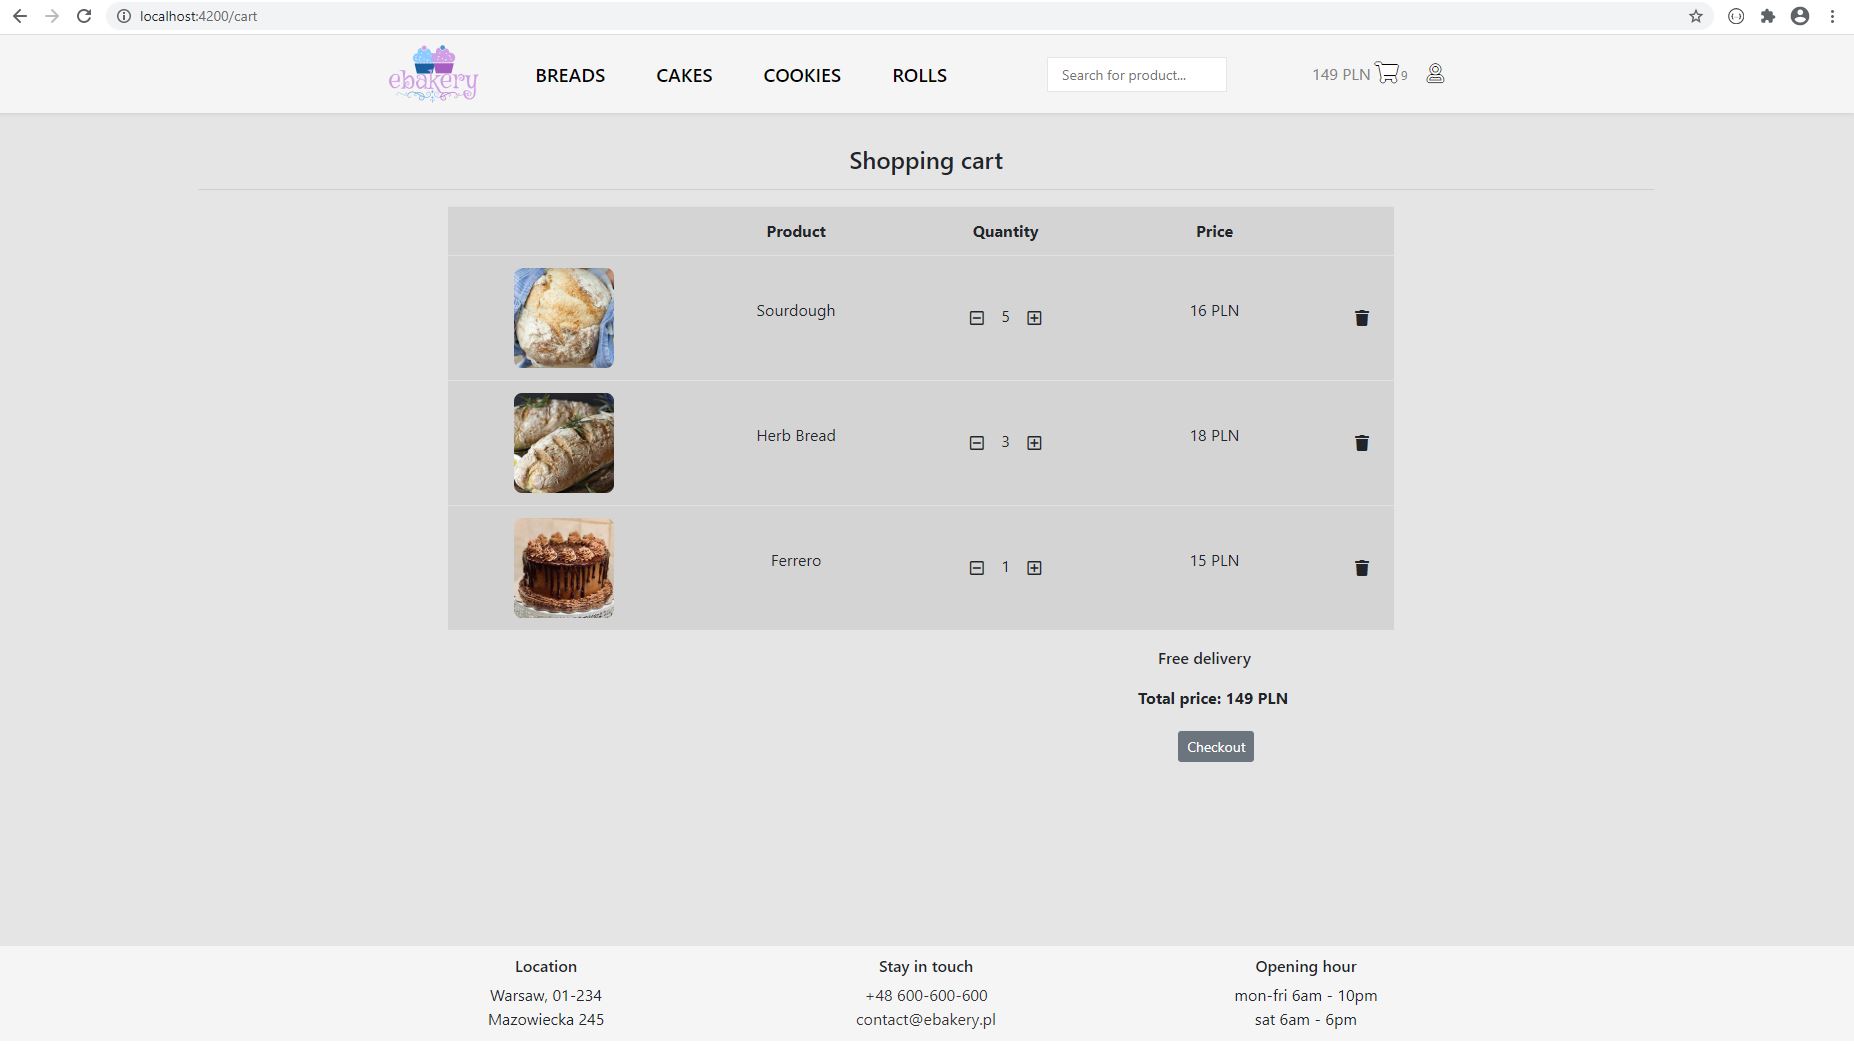 localhost:4200/cart
ebakery BREADS CAKES COOKIES ROLLS Search for product... 149 PLN 9
Shopping cart
Product Quantity Price
Sourdough 5 16 PLN
Herb Bread 3 18 PLN
Ferrero 1 15 PLN
Free delivery
Total price: 149 PLN
Checkout
Location Stay in touch Opening hour
Warsaw, 01-234 +48 600-600-600 mon-fri 6am - 10pm
Mazowiecka 245 contact@ebakery.pl sat 6am - 6pm